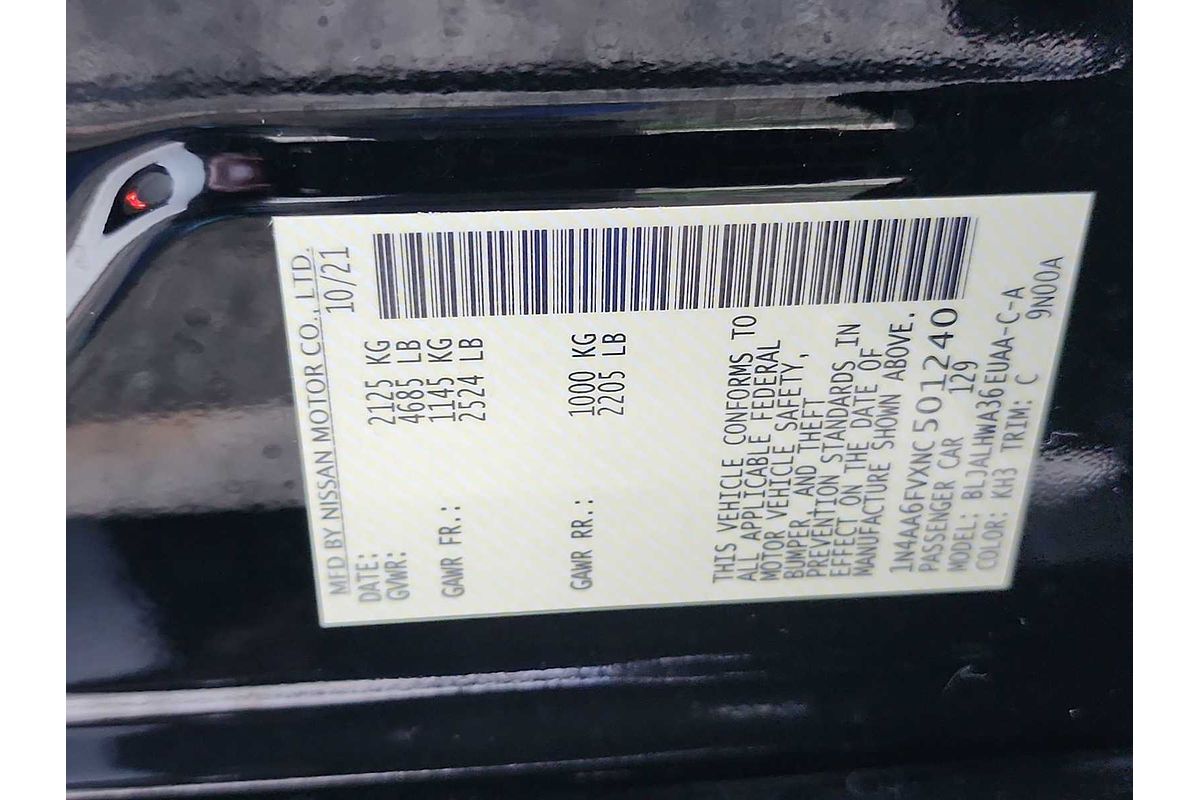 MFD BY NISSAN MOTOR CO., LTD.
DATE: 10/21
GVWR: 2125 KG
4685 LB
GAWR FR.: 1145 KG
2524 LB
GAWR RR.: 1000 KG
2205 LB
THIS VEHICLE CONFORMS TO
ALL APPLICABLE FEDERAL
MOTOR VEHICLE SAFETY,
BUMPER AND THEFT
PREVENTION STANDARDS IN
EFFECT ON THE DATE OF
MANUFACTURE SHOWN ABOVE.
1N4AA6FVXNC501240
PASSENGER CAR 129
MODEL: BLJALHWA36EUAA-C-A
COLOR: KH3 TRIM: C 9N00A